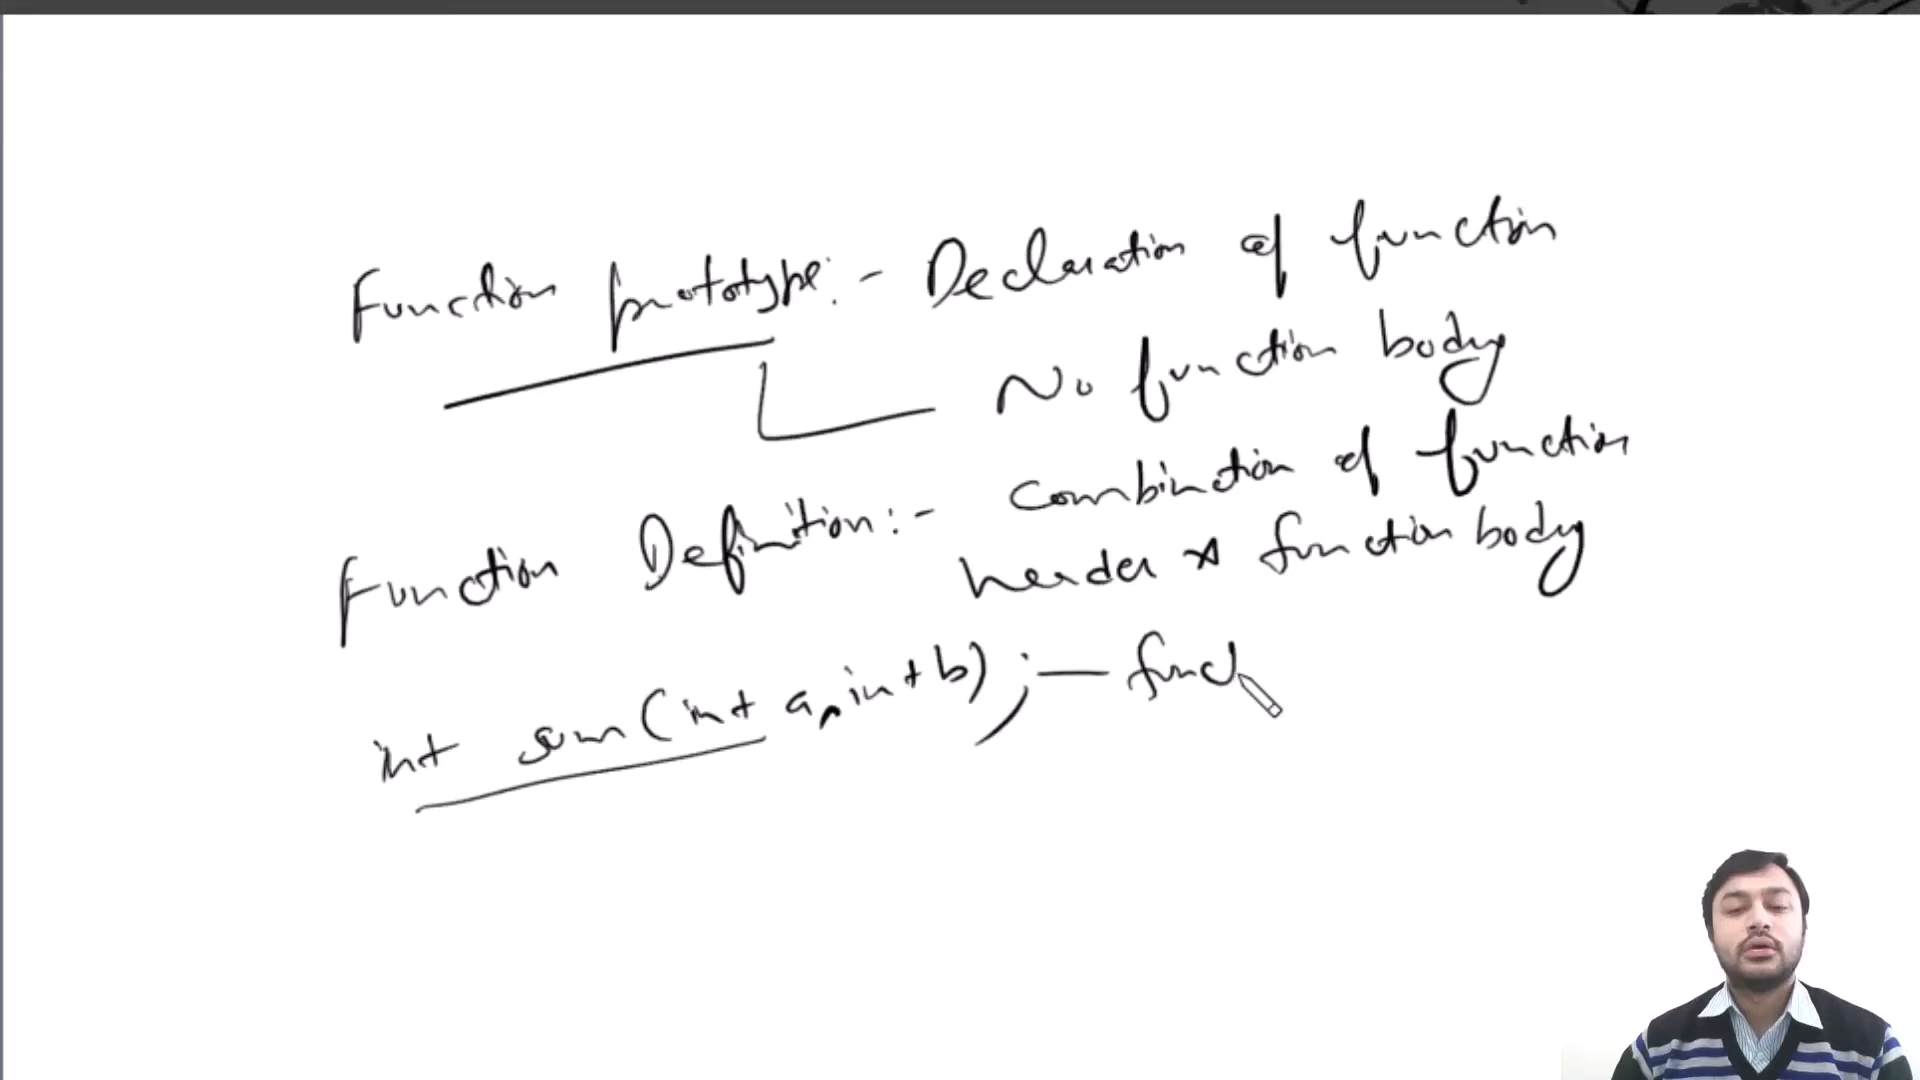 Function prototype:- Declaration of function
No function body
Function Definition:- Combination of function
header & function body
int sum(int a, int b); — func